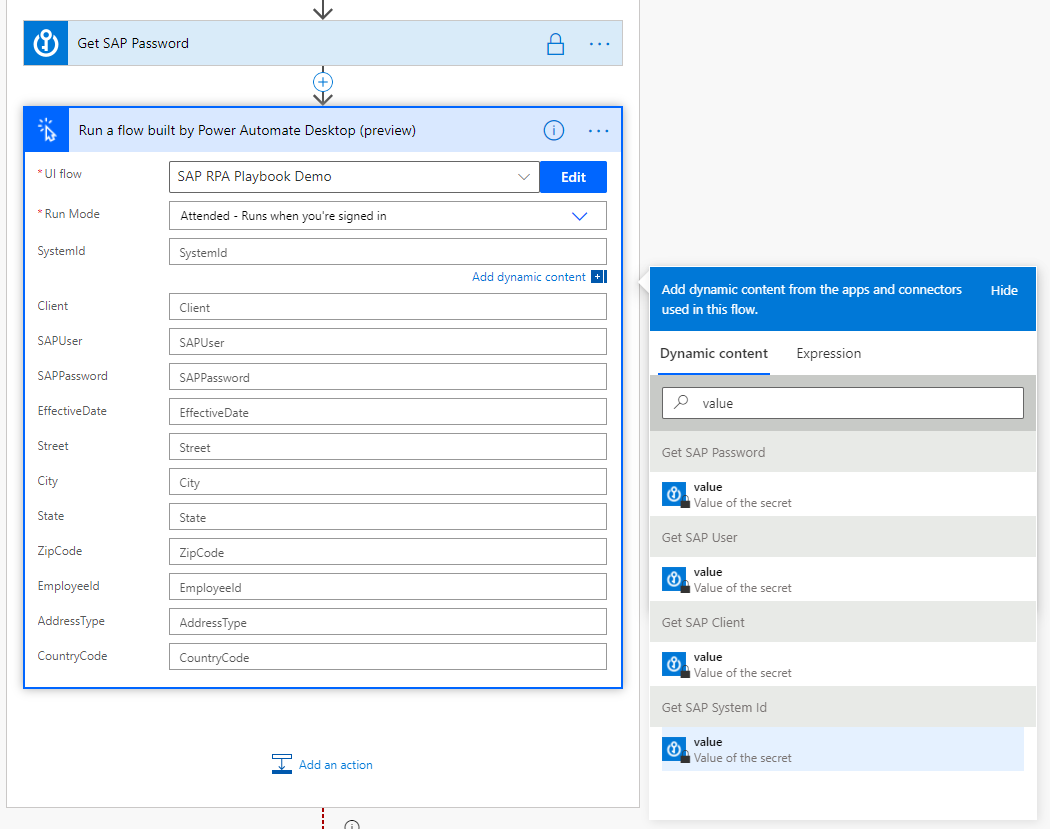 Get SAP Password
Run a flow built by Power Automate Desktop (preview)
* UI flow
SAP RPA Playbook Demo
Edit
* Run Mode
Attended - Runs when you're signed in
SystemId
SystemId
Add dynamic content
Client
Client
SAPUser
SAPUser
SAPPassword
SAPPassword
EffectiveDate
EffectiveDate
Street
Street
City
City
State
State
ZipCode
ZipCode
EmployeeId
EmployeeId
AddressType
AddressType
CountryCode
CountryCode
Add an action
Add dynamic content from the apps and connectors
used in this flow.
Hide
Dynamic content
Expression
value
Get SAP Password
value
Value of the secret
Get SAP User
value
Value of the secret
Get SAP Client
value
Value of the secret
Get SAP System Id
value
Value of the secret